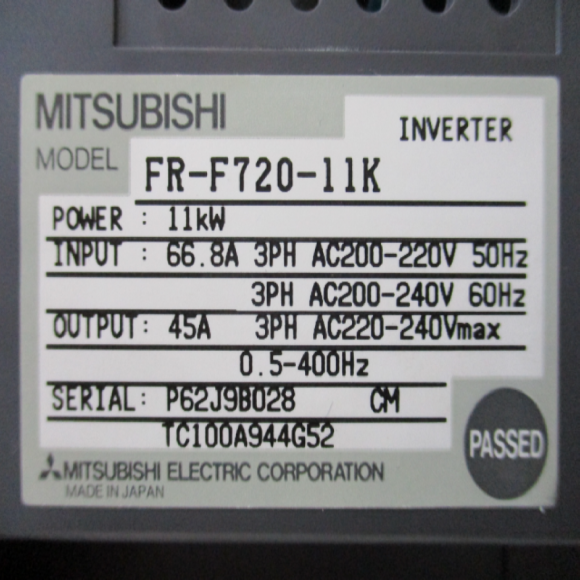 MITSUBISHI
INVERTER
MODEL FR-F720-11K
POWER : 11kW
INPUT : 66.8A 3PH AC200-220V 50Hz
3PH AC200-240V 60Hz
OUTPUT: 45A 3PH AC220-240Vmax
0.5-400Hz
SERIAL: P62J9B028 CM
TC100A944G52
PASSED
MITSUBISHI ELECTRIC CORPORATION
MADE IN JAPAN